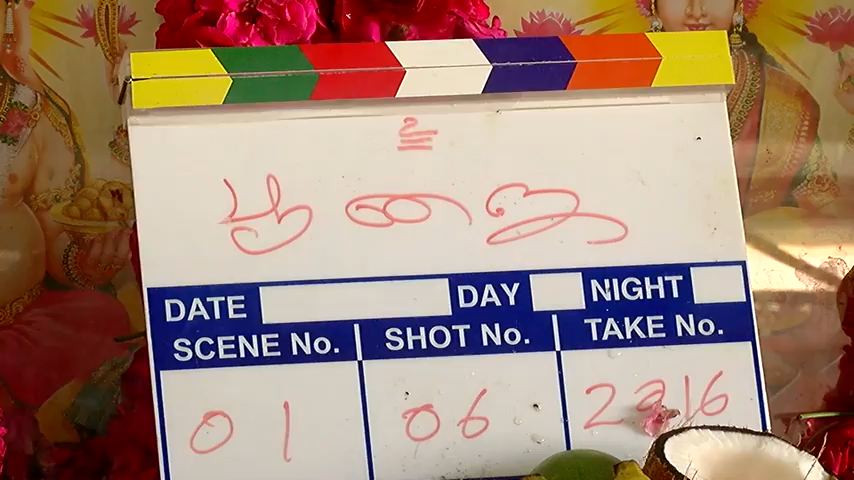 உ
பூஜை
DATE DAY NIGHT
SCENE No. SHOT No. TAKE No.
01 06 2216